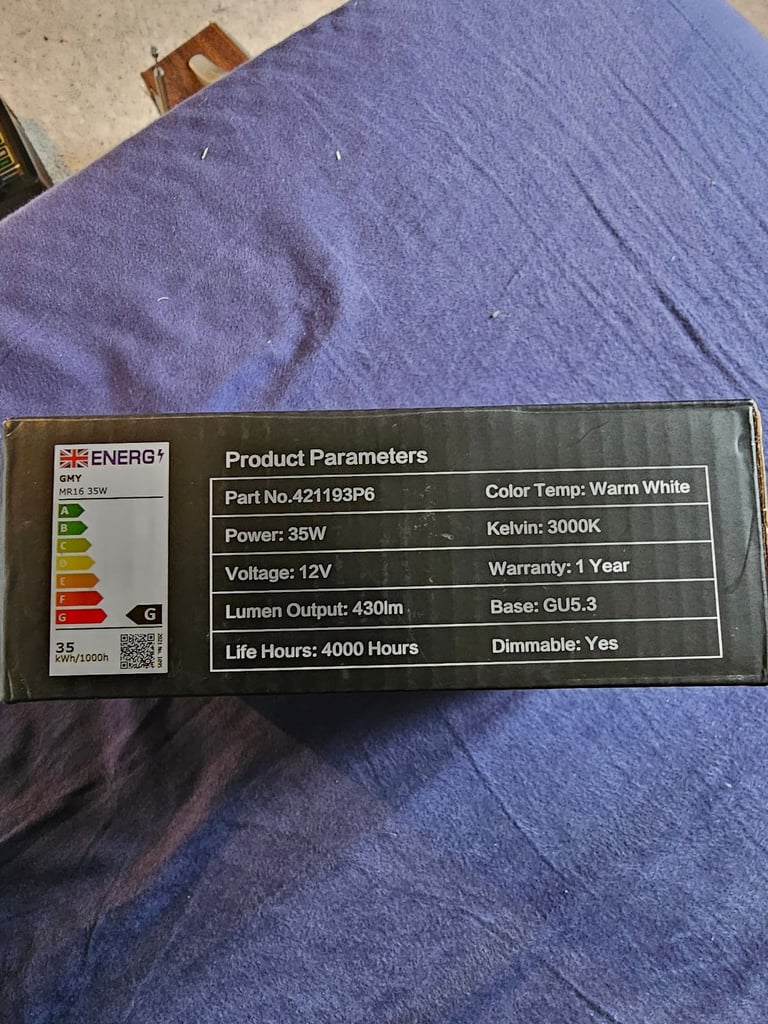 ENERG
GMY
MR16 35W
A
B
C
D
E
F
G
G
35
kWh/1000h
Product Parameters
Part No.421193P6 Color Temp: Warm White
Power: 35W Kelvin: 3000K
Voltage: 12V Warranty: 1 Year
Lumen Output: 430lm Base: GU5.3
Life Hours: 4000 Hours Dimmable: Yes